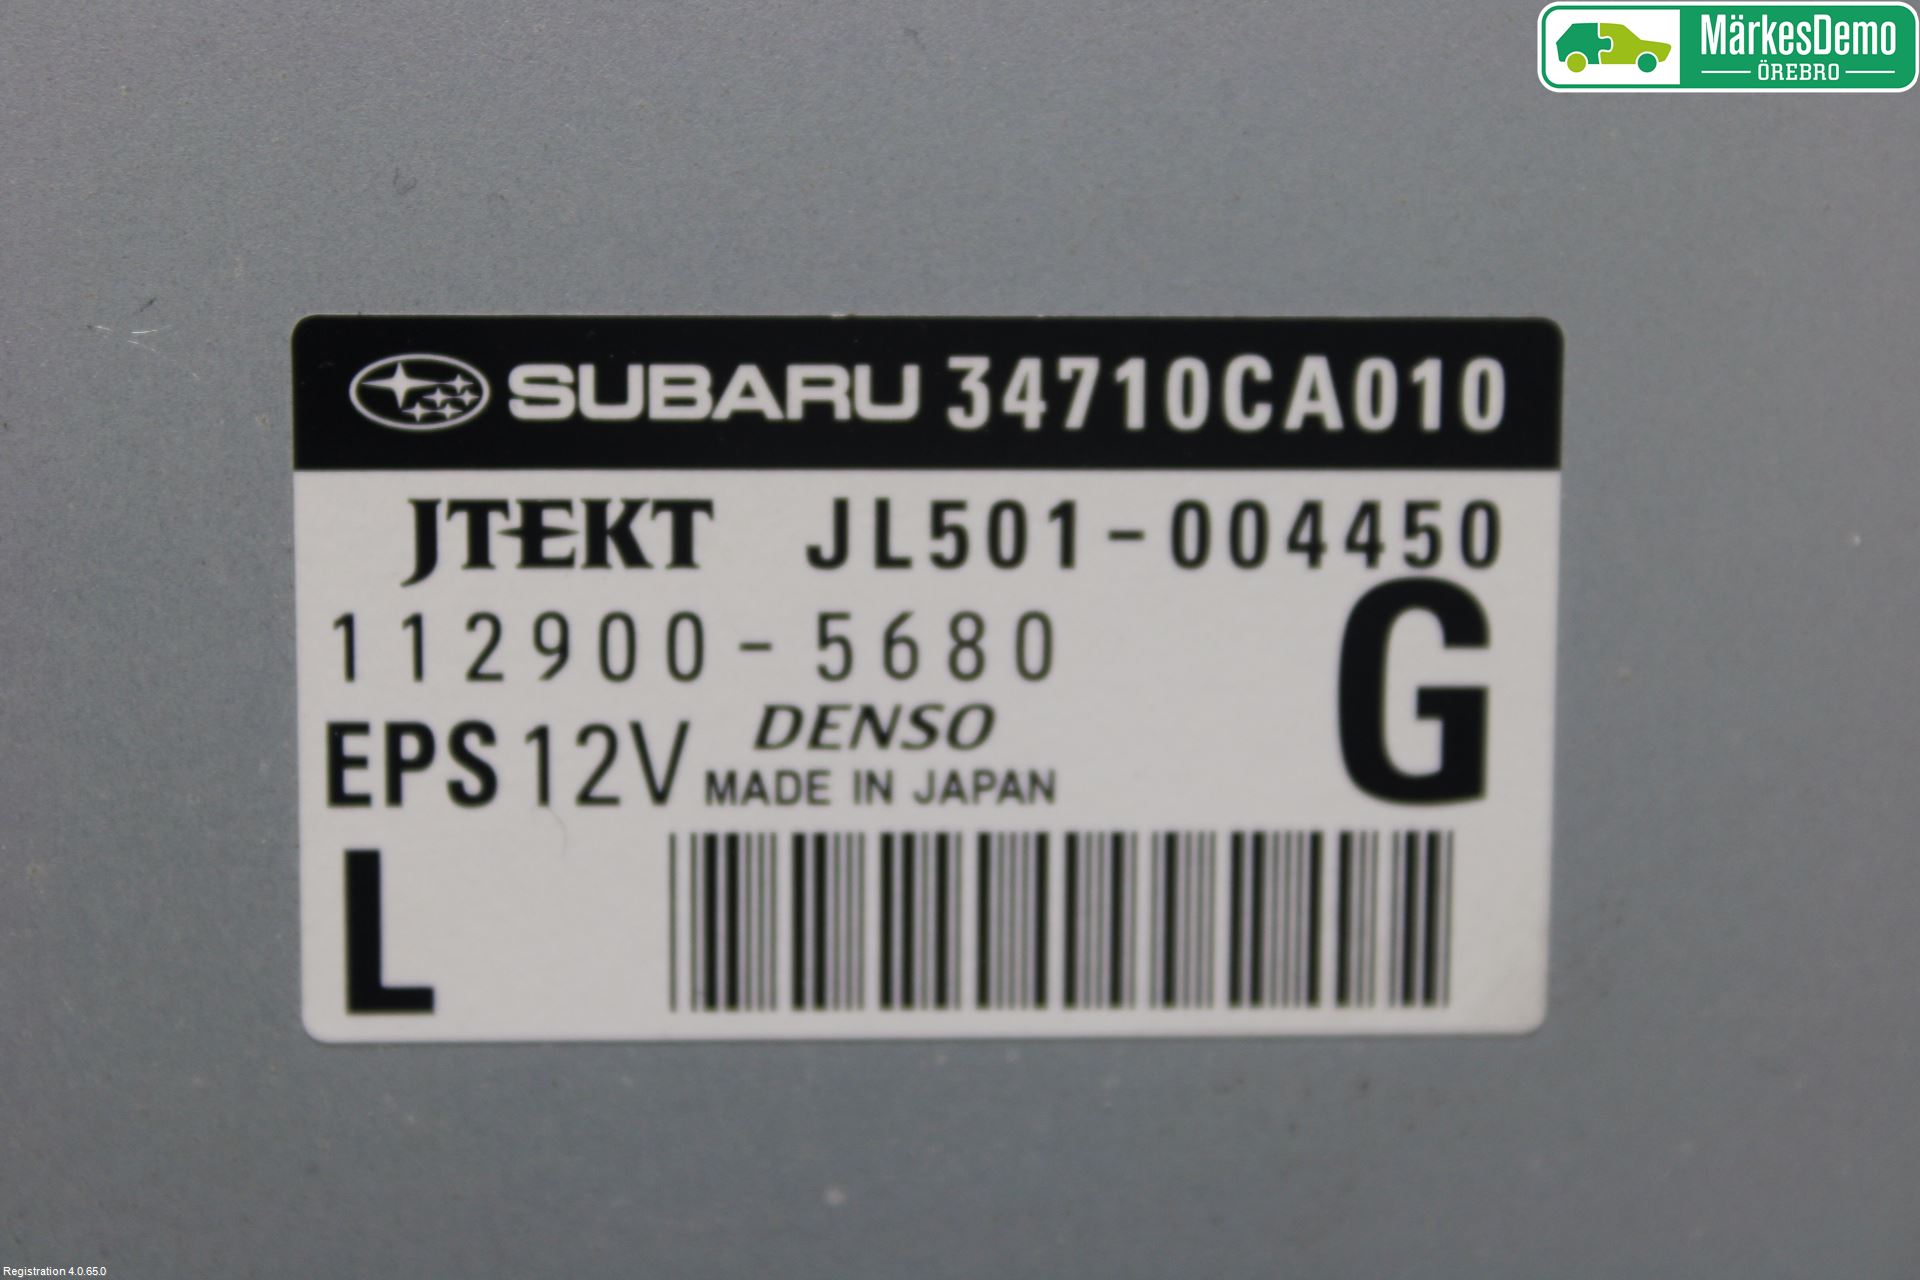 MärkesDemo
ÖREBRO
SUBARU 34710CA010
JTEKT JL501-004450
112900-5680
G
EPS 12V DENSO
MADE IN JAPAN
L
Registration 4.0.65.0